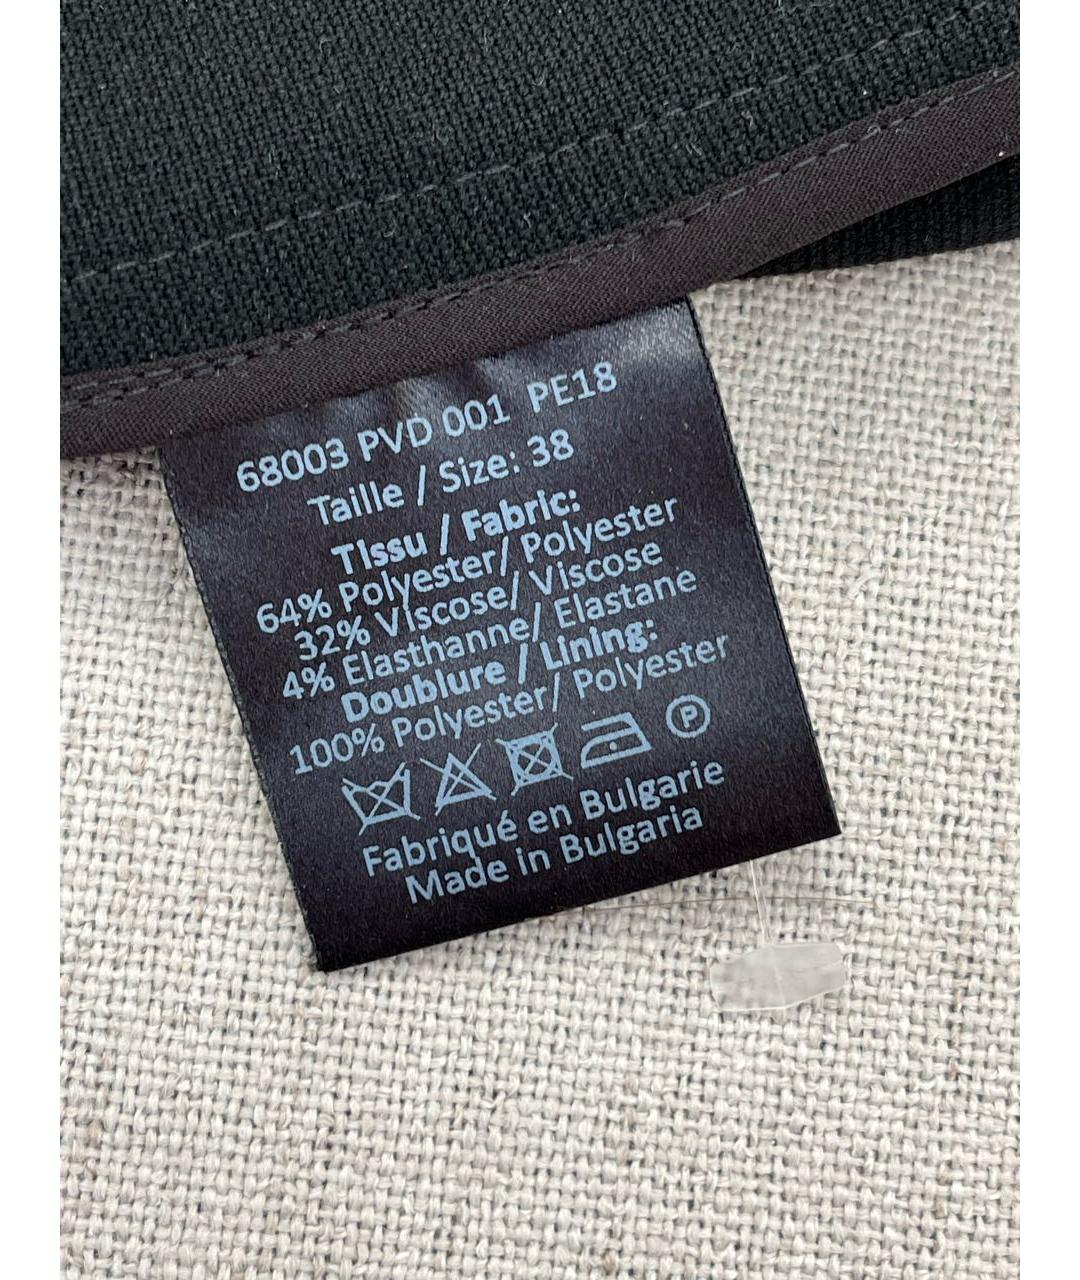 68003 PVD 001 PE18
Taille / Size: 38
Tissu / Fabric:
64% Polyester/ Polyester
32% Viscose/ Viscose
4% Elasthanne/ Elastane
Doublure / Lining:
100% Polyester/ Polyester
P
Fabriqué en Bulgarie
Made in Bulgaria